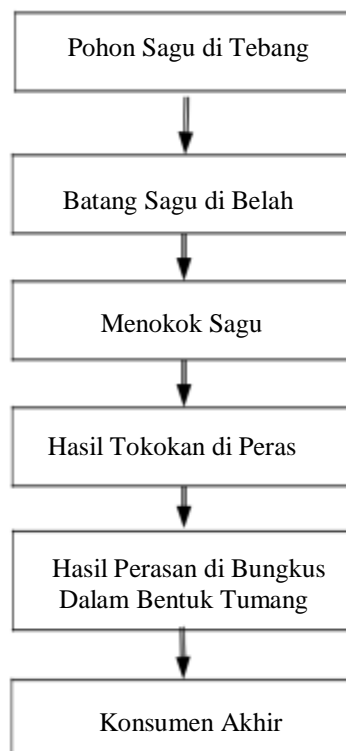 Pohon Sagu di Tebang
Batang Sagu di Belah
Menokok Sagu
Hasil Tokokan di Peras
Hasil Perasan di Bungkus
Dalam Bentuk Tumang
Konsumen Akhir